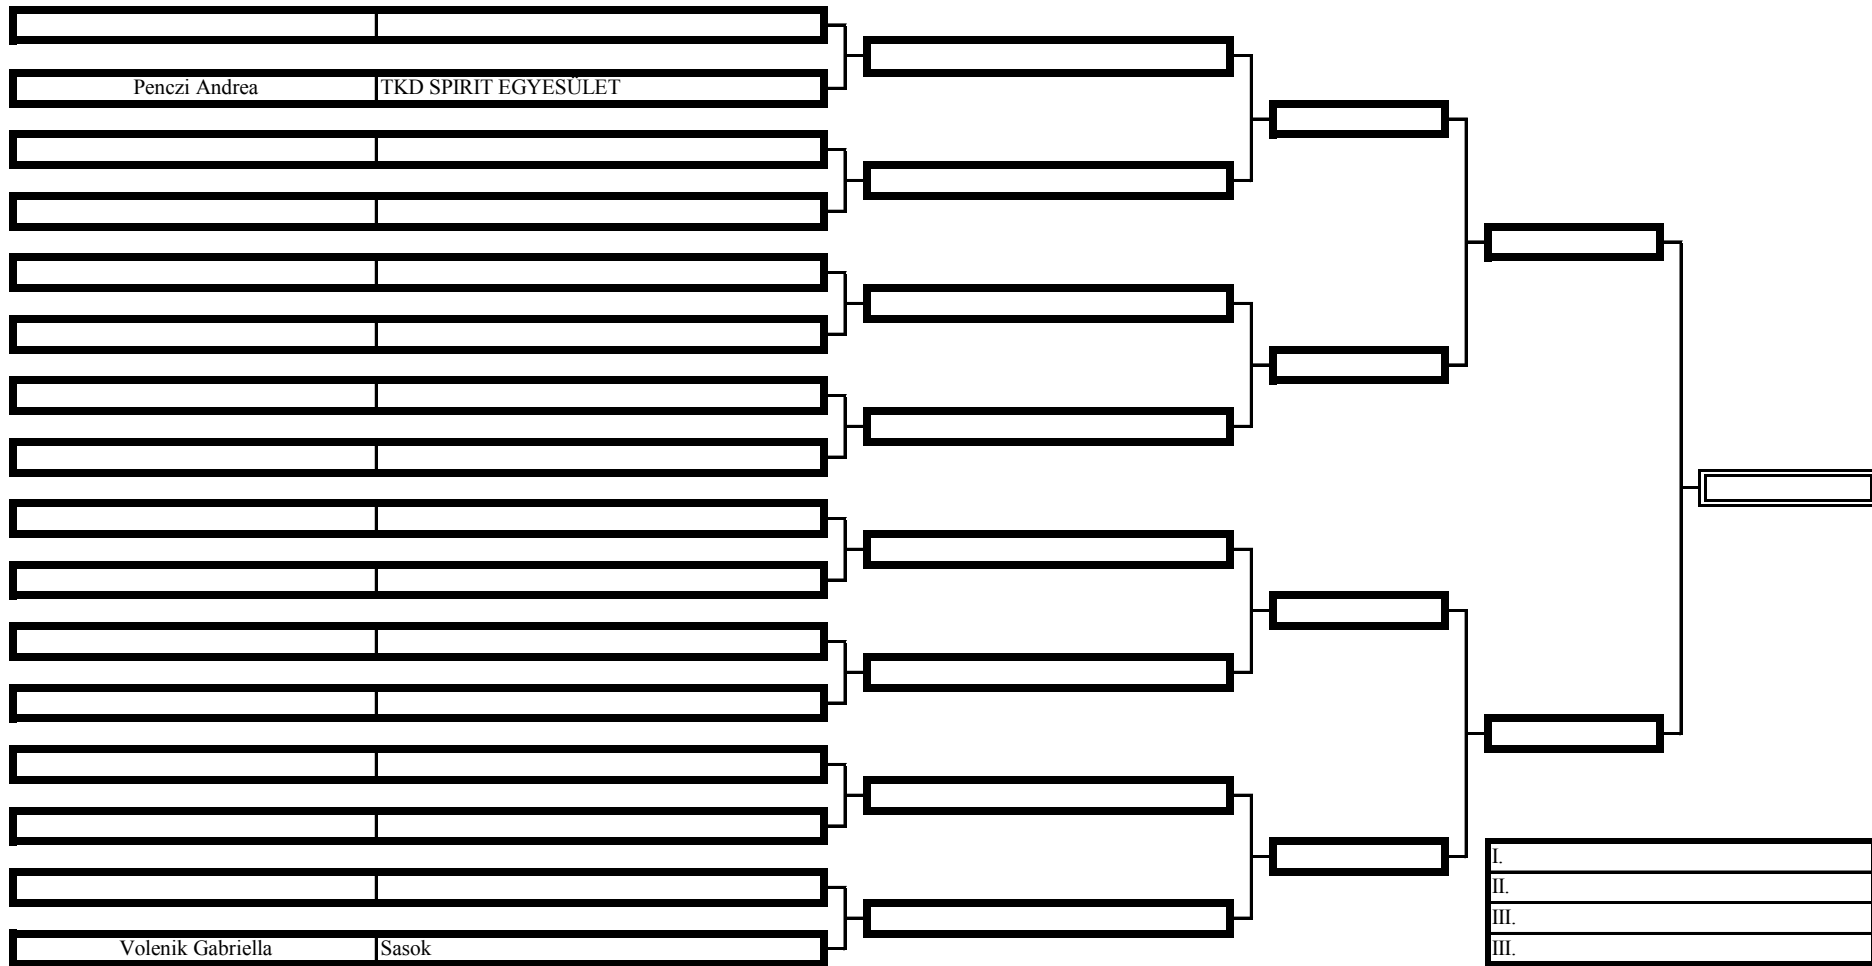 Penczi Andrea TKD SPIRIT EGYESÜLET
Volenik Gabriella Sasok
I.
II.
III.
III.